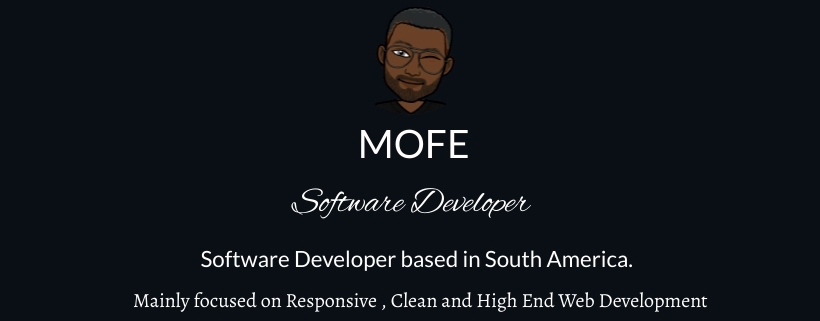 MOFE
Software Developer
Software Developer based in South America.
Mainly focused on Responsive , Clean and High End Web Development